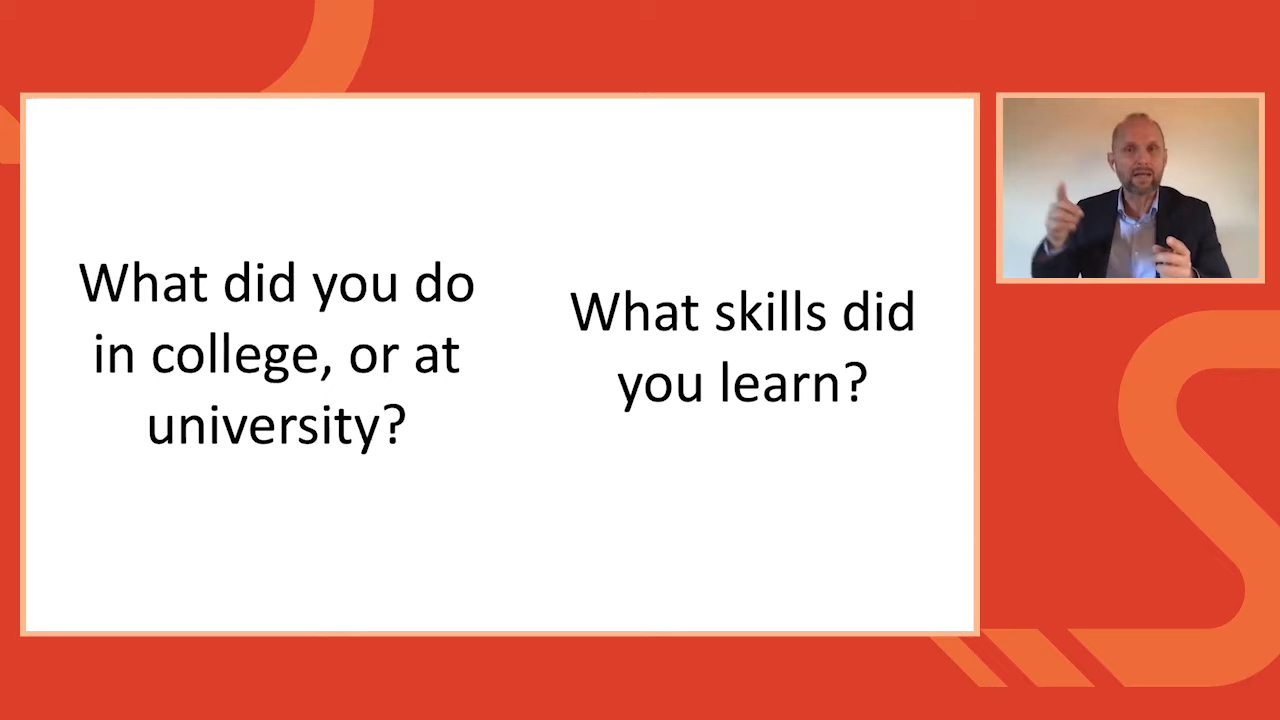 What did you do
in college, or at
university?
What skills did
you learn?